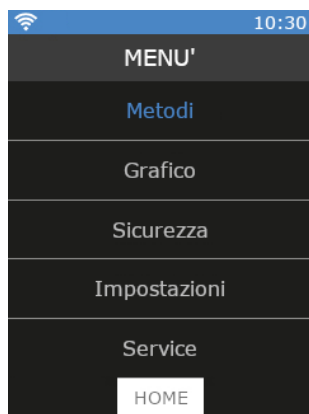 10:30
MENU'
Metodi
Grafico
Sicurezza
Impostazioni
Service
HOME